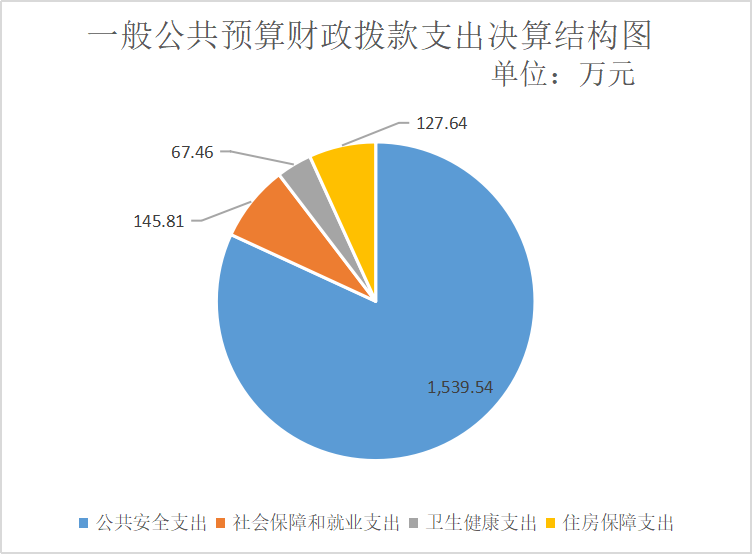 一般公共预算财政拨款支出决算结构图
单位：万元
127.64
67.46
145.81
1,539.54
公共安全支出 社会保障和就业支出 卫生健康支出 住房保障支出